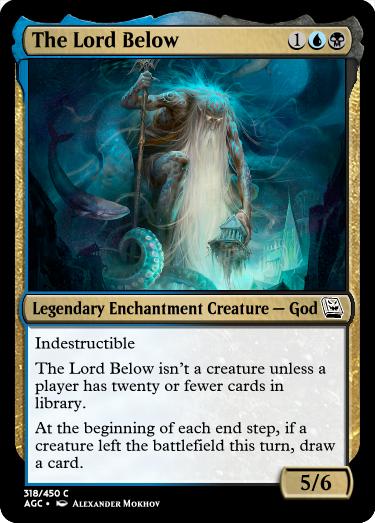 The Lord Below 1
Legendary Enchantment Creature — God
Indestructible
The Lord Below isn't a creature unless a
player has twenty or fewer cards in
library.
At the beginning of each end step, if a
creature left the battlefield this turn, draw
a card.
5/6
318/450 C
AGC • Alexander Mokhov